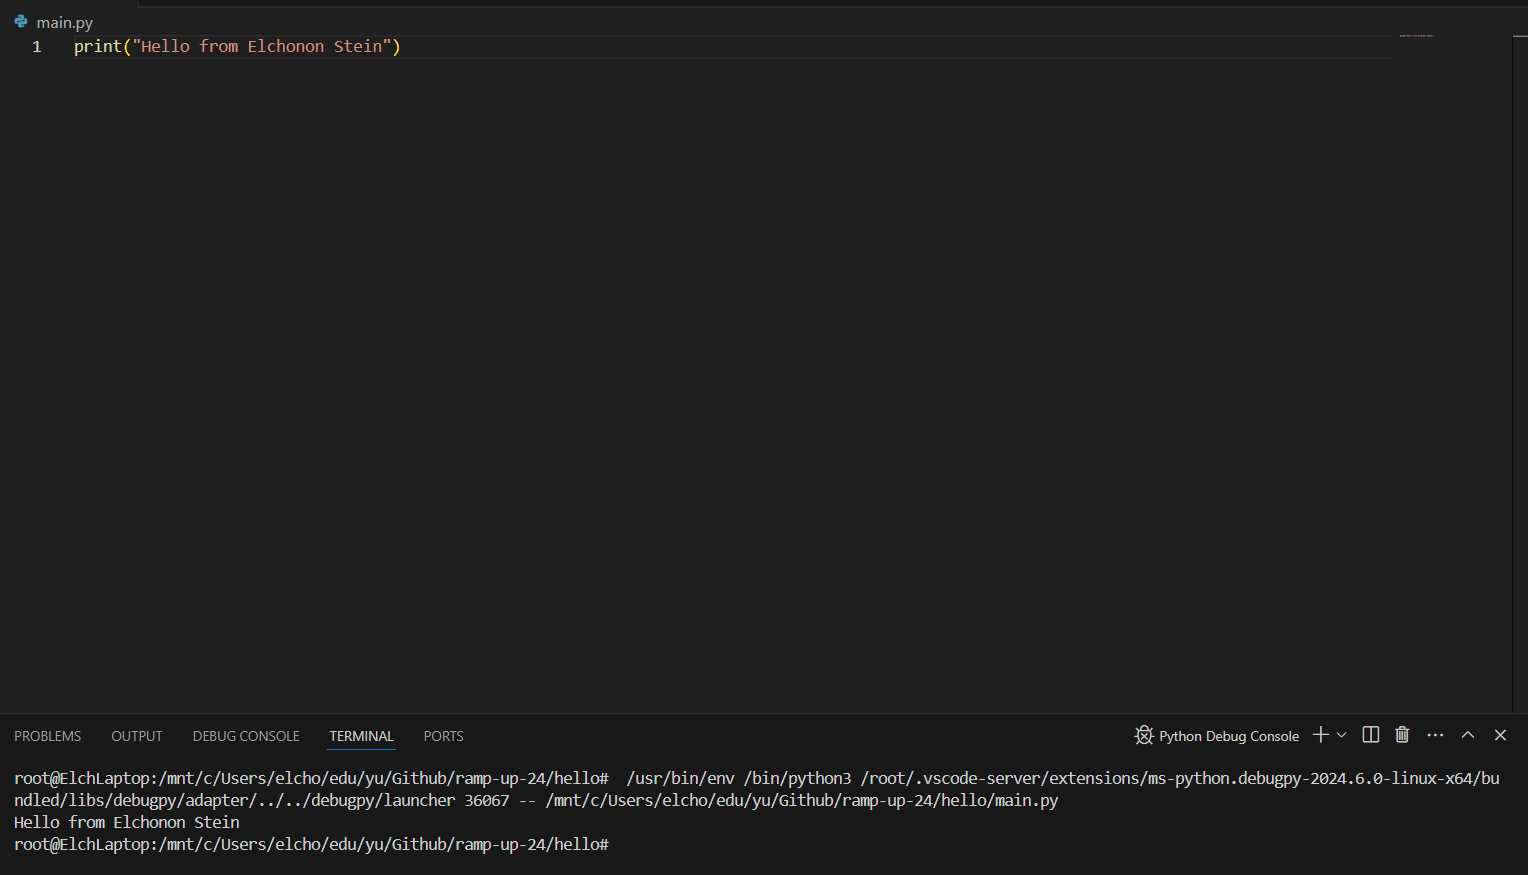 main.py
1 print("Hello from Elchonon Stein")
PROBLEMS OUTPUT DEBUG CONSOLE TERMINAL PORTS Python Debug Console
root@ElchLaptop:/mnt/c/Users/elcho/edu/yu/Github/ramp-up-24/hello#  /usr/bin/env /bin/python3 /root/.vscode-server/extensions/ms-python.debugpy-2024.6.0-linux-x64/bu
ndled/libs/debugpy/adapter/../../debugpy/launcher 36067 -- /mnt/c/Users/elcho/edu/yu/Github/ramp-up-24/hello/main.py
Hello from Elchonon Stein
root@ElchLaptop:/mnt/c/Users/elcho/edu/yu/Github/ramp-up-24/hello#